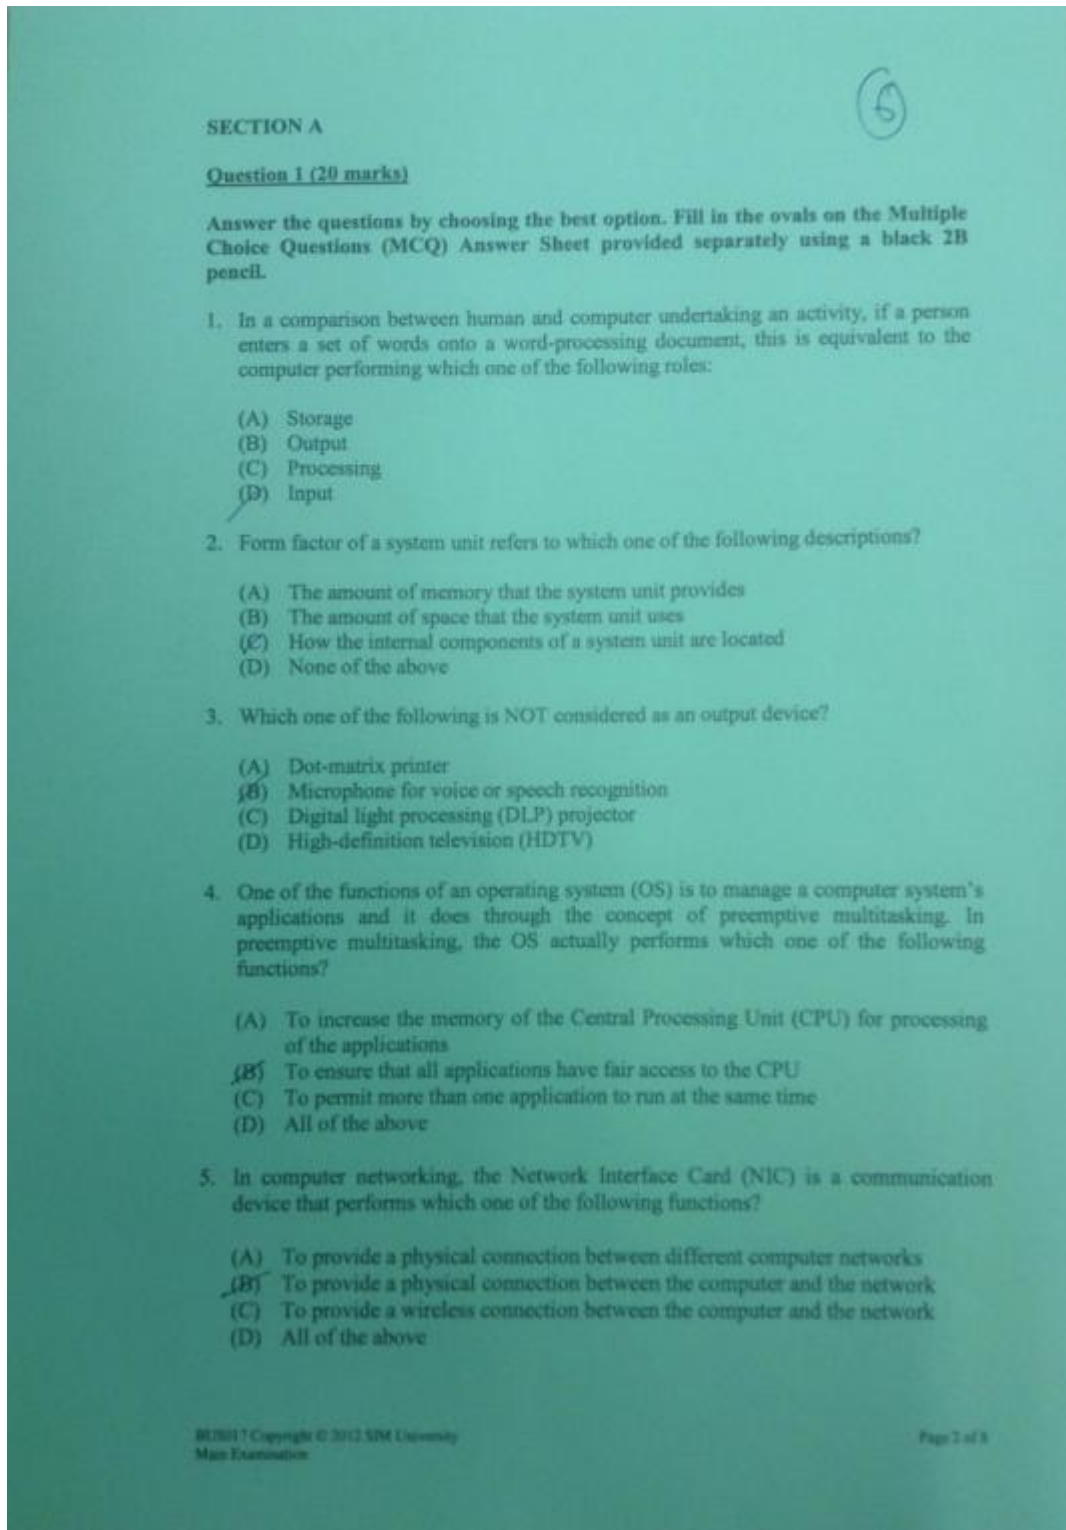 6
SECTION A
Question 1 (20 marks)
Answer the questions by choosing the best option. Fill in the ovals on the Multiple
Choice Questions (MCQ) Answer Sheet provided separately using a black 2B
pencil.
1. In a comparison between human and computer undertaking an activity, if a person
enters a set of words onto a word-processing document, this is equivalent to the
computer performing which one of the following roles:
(A) Storage
(B) Output
(C) Processing
(D) Input
2. Form factor of a system unit refers to which one of the following descriptions?
(A) The amount of memory that the system unit provides
(B) The amount of space that the system unit uses
(C) How the internal components of a system unit are located
(D) None of the above
3. Which one of the following is NOT considered as an output device?
(A) Dot-matrix printer
(B) Microphone for voice or speech recognition
(C) Digital light processing (DLP) projector
(D) High-definition television (HDTV)
4. One of the functions of an operating system (OS) is to manage a computer system's
applications and it does through the concept of preemptive multitasking. In
preemptive multitasking, the OS actually performs which one of the following
functions?
(A) To increase the memory of the Central Processing Unit (CPU) for processing
of the applications
(B) To ensure that all applications have fair access to the CPU
(C) To permit more than one application to run at the same time
(D) All of the above
5. In computer networking, the Network Interface Card (NIC) is a communication
device that performs which one of the following functions?
(A) To provide a physical connection between different computer networks
(B) To provide a physical connection between the computer and the network
(C) To provide a wireless connection between the computer and the network
(D) All of the above
Copyright © 2012 SIM University
Main Examination
Page 2 of 8